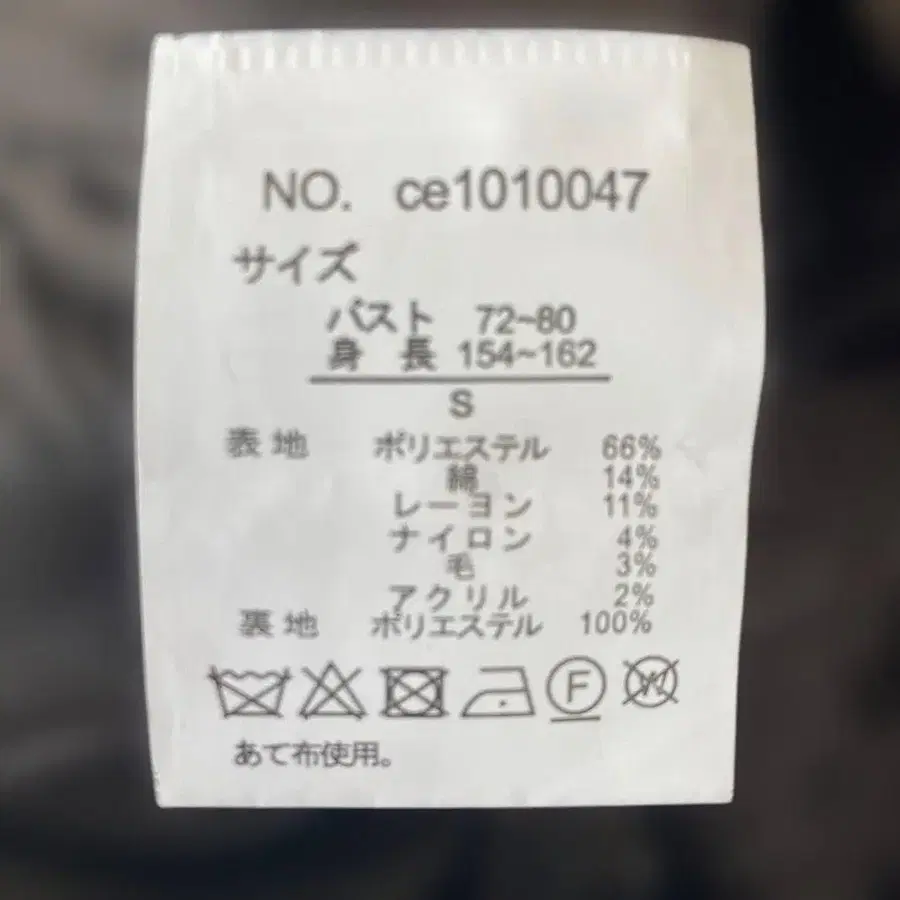 NO. ce1010047
サイズ
バスト 72~80
身 長 154~162
S
表地 ポリエステル 66%
綿 14%
レーヨン 11%
ナイロン 4%
毛 3%
アクリル 2%
裏地 ポリエステル 100%
F W
あて布使用。